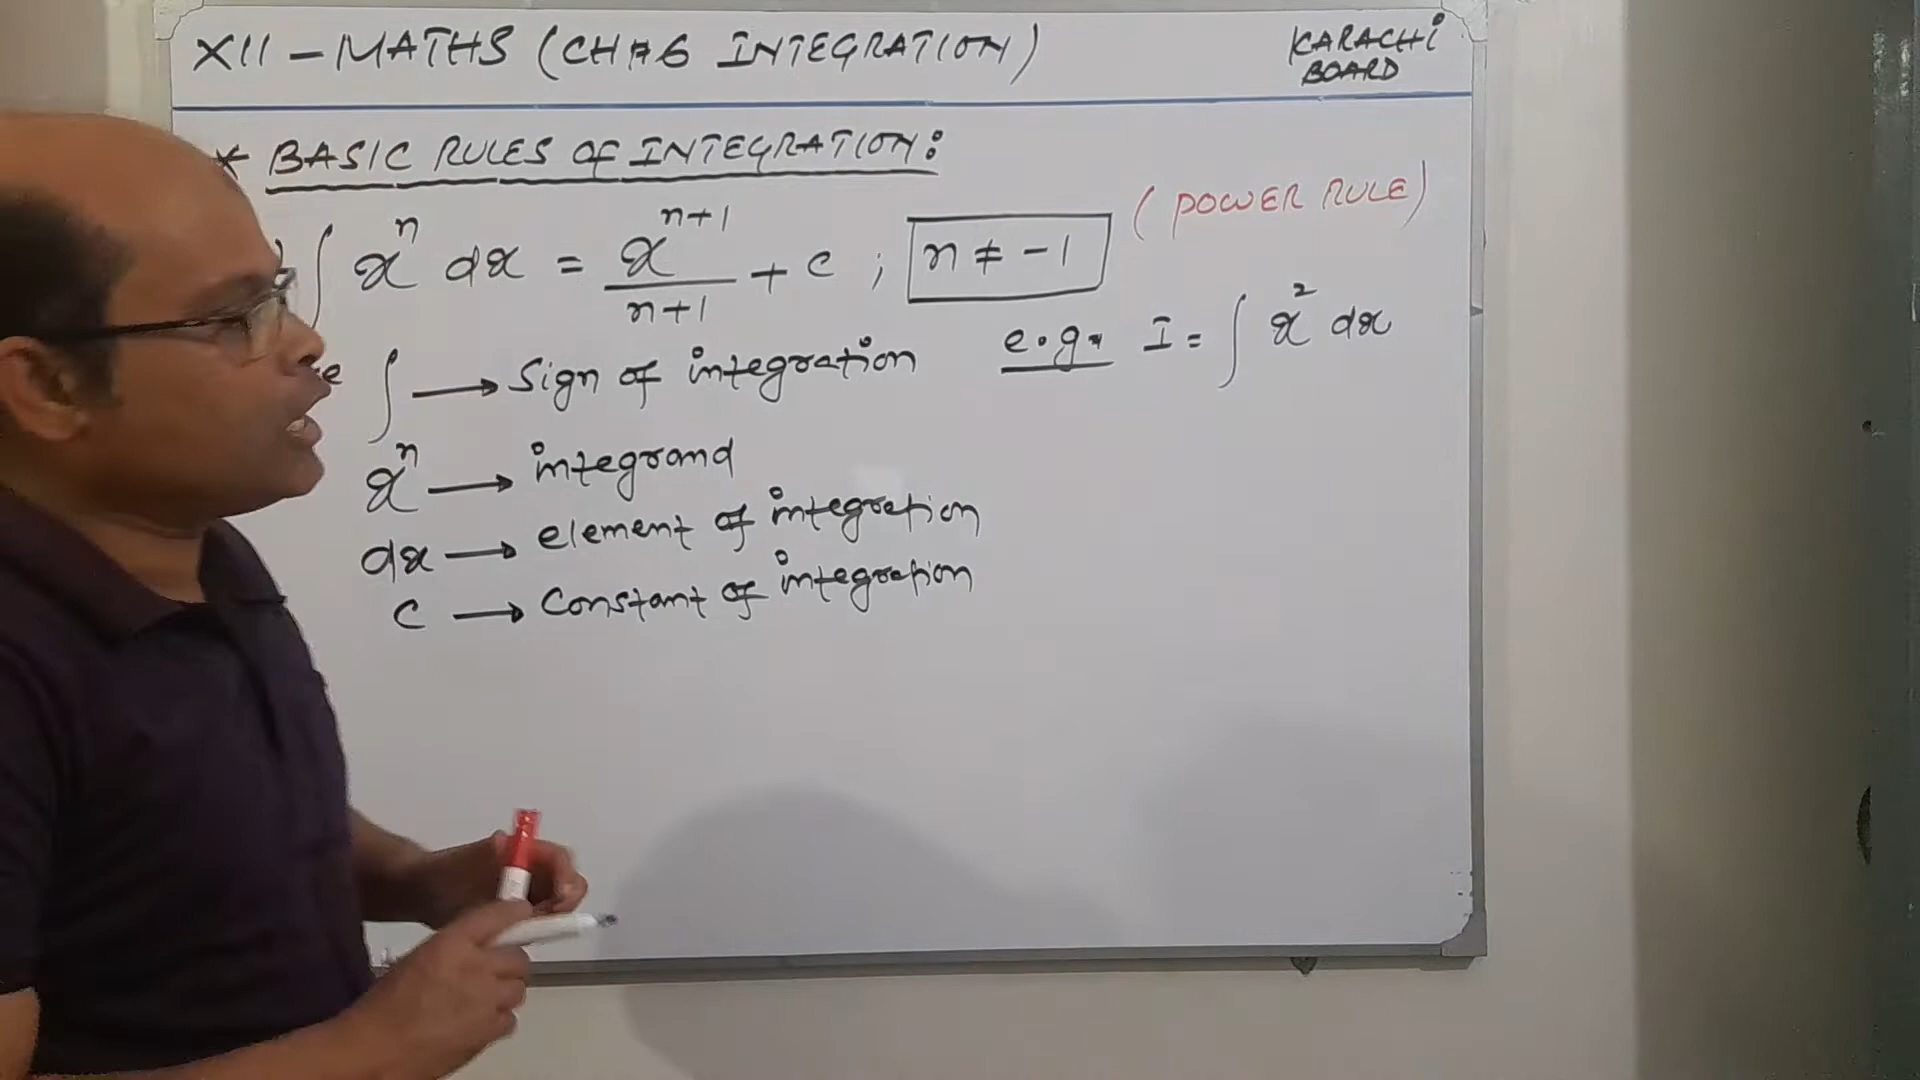 XII - MATHS (CH#6 INTEGRATION)
KARACHI BOARD
* BASIC RULES OF INTEGRATION:
(POWER RULE)
∫ x^n dx = x^(n+1)/(n+1) + c ; n ≠ -1
e.g. I = ∫ x^2 dx
∫ → Sign of integration
x^n → integrand
dx → element of integration
c → Constant of integration